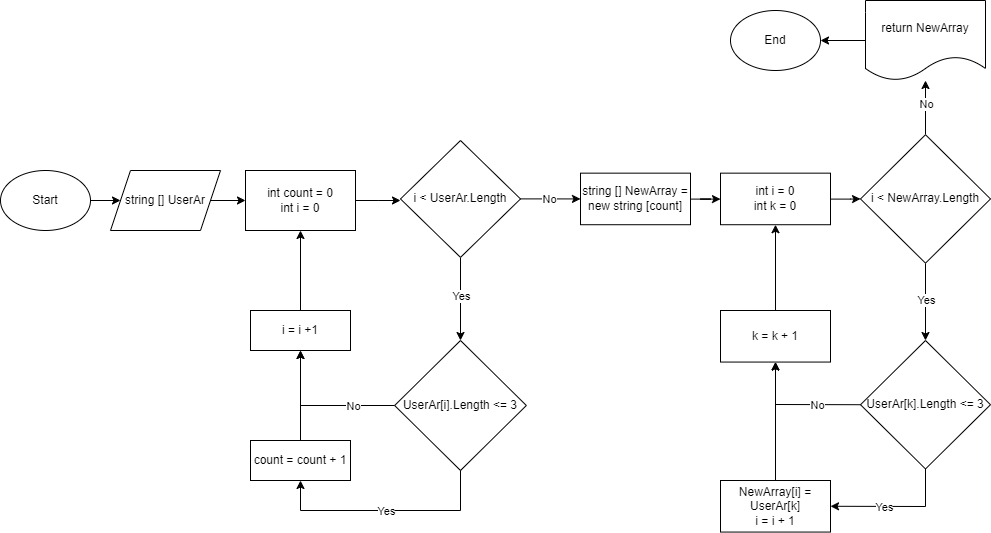 Start
string [] UserAr
int count = 0
int i = 0
i < UserAr.Length
No
string [] NewArray =
new string [count]
int i = 0
int k = 0
i < NewArray.Length
No
return NewArray
End
Yes
i = i +1
UserAr[i].Length <= 3
No
count = count + 1
Yes
Yes
k = k + 1
UserAr[k].Length <= 3
No
NewArray[i] =
UserAr[k]
i = i + 1
Yes